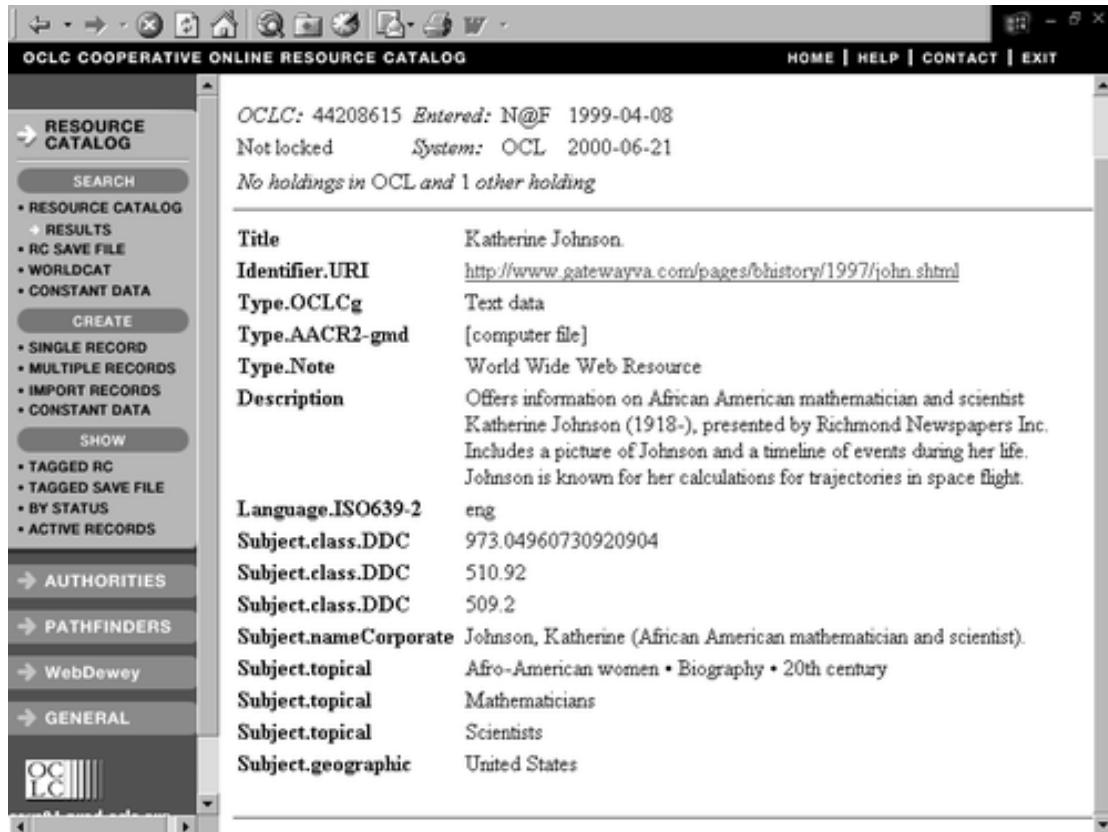 OCLC COOPERATIVE ONLINE RESOURCE CATALOG
HOME | HELP | CONTACT | EXIT
RESOURCE
CATALOG
SEARCH
• RESOURCE CATALOG
RESULTS
• RC SAVE FILE
• WORLDCAT
• CONSTANT DATA
CREATE
• SINGLE RECORD
• MULTIPLE RECORDS
• IMPORT RECORDS
• CONSTANT DATA
SHOW
• TAGGED RC
• TAGGED SAVE FILE
• BY STATUS
• ACTIVE RECORDS
AUTHORITIES
PATHFINDERS
WebDewey
GENERAL
OC
LC
OCLC: 44208615 Entered: N@F 1999-04-08
Not locked System: OCL 2000-06-21
No holdings in OCL and 1 other holding
Title Katherine Johnson.
Identifier.URI http://www.gatewayva.com/pages/bhistory/1997/john.shtml
Type.OCLCg Text data
Type.AACR2-gmd [computer file]
Type.Note World Wide Web Resource
Description Offers information on African American mathematician and scientist
Katherine Johnson (1918-), presented by Richmond Newspapers Inc.
Includes a picture of Johnson and a timeline of events during her life.
Johnson is known for her calculations for trajectories in space flight.
Language.ISO639-2 eng
Subject.class.DDC 973.04960730920904
Subject.class.DDC 510.92
Subject.class.DDC 509.2
Subject.nameCorporate Johnson, Katherine (African American mathematician and scientist).
Subject.topical Afro-American women • Biography • 20th century
Subject.topical Mathematicians
Subject.topical Scientists
Subject.geographic United States